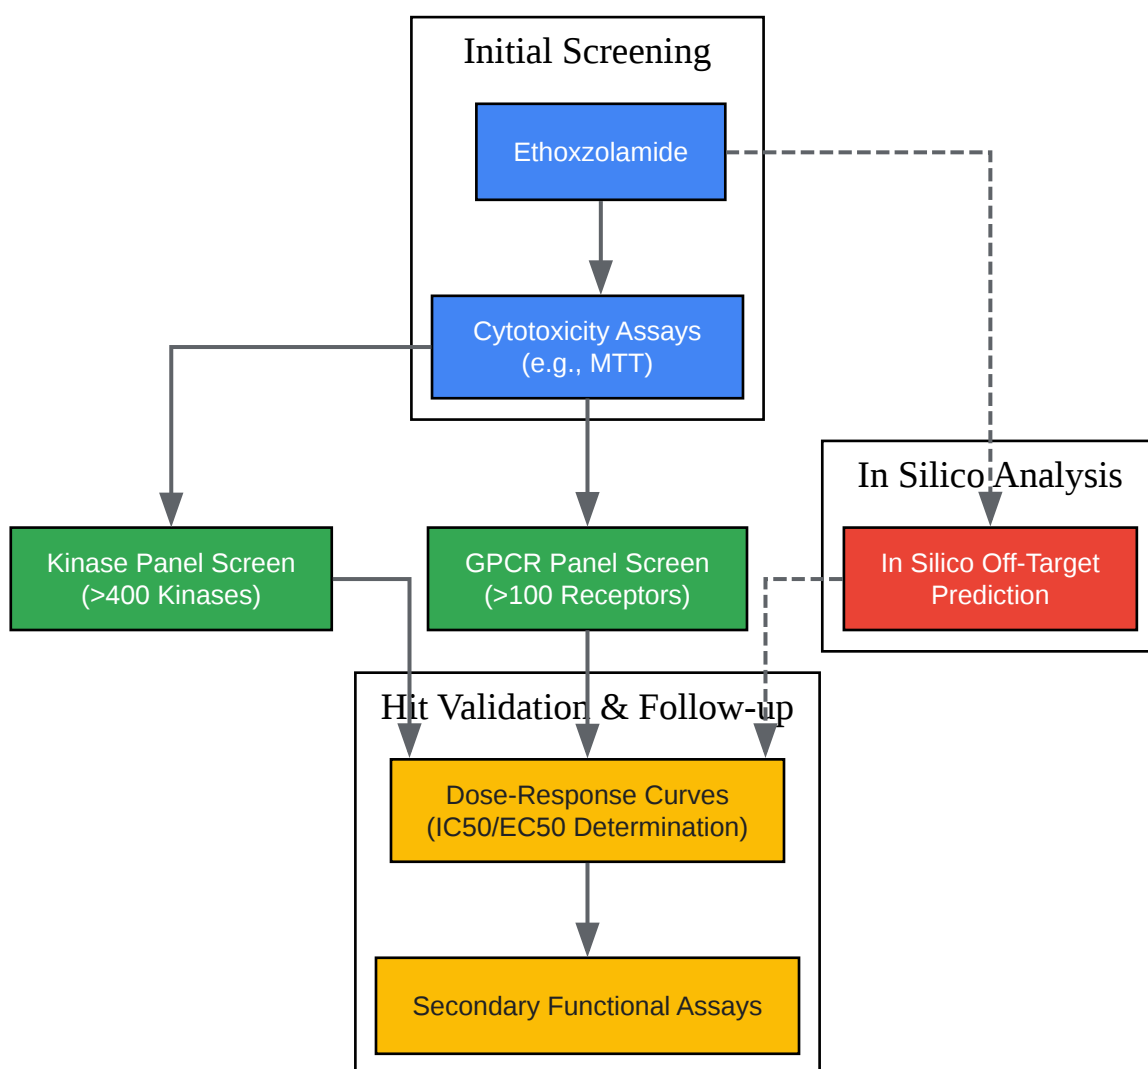 Initial Screening
Ethoxzolamide
Cytotoxicity Assays
(e.g., MTT)
In Silico Analysis
Kinase Panel Screen
(>400 Kinases)
GPCR Panel Screen
(>100 Receptors)
In Silico Off-Target
Prediction
Hit Validation & Follow-up
Dose-Response Curves
(IC50/EC50 Determination)
Secondary Functional Assays